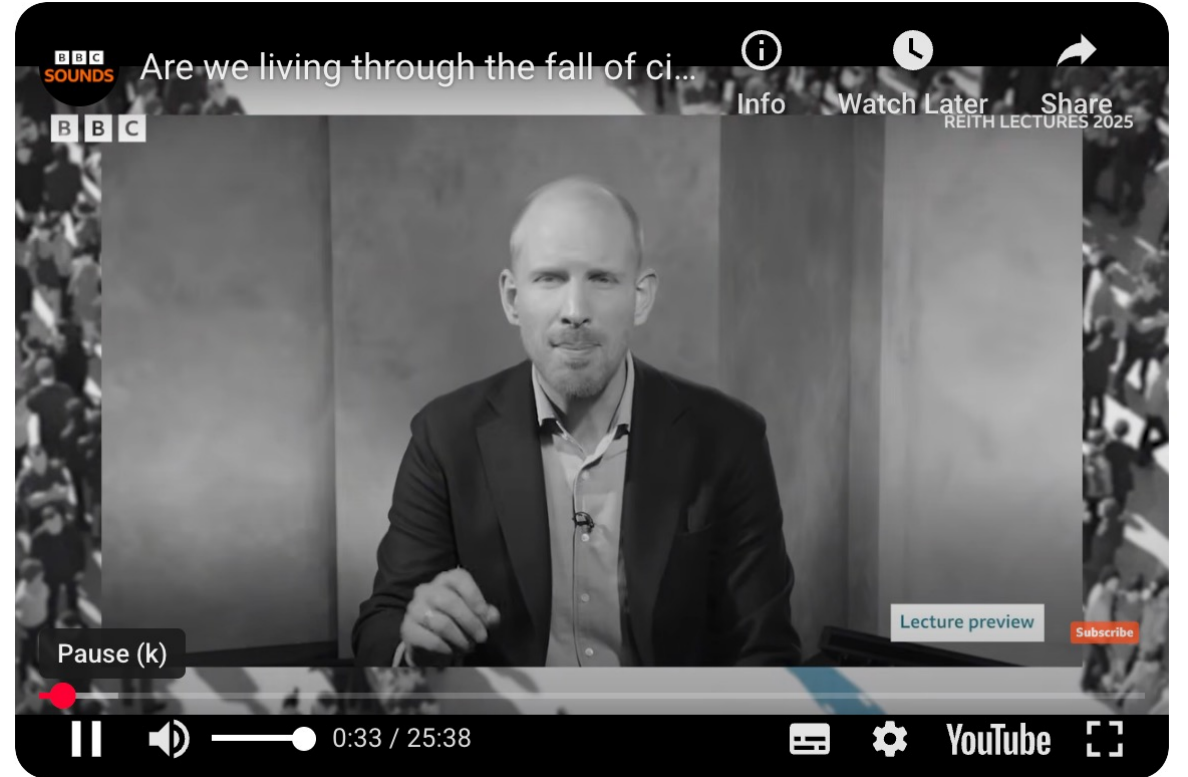 BBC
SOUNDS
Are we living through the fall of ci...
Info
Watch Later
Share
BBC
REITH LECTURES 2025
Lecture preview
Subscribe
Pause (k)
0:33 / 25:38
YouTube